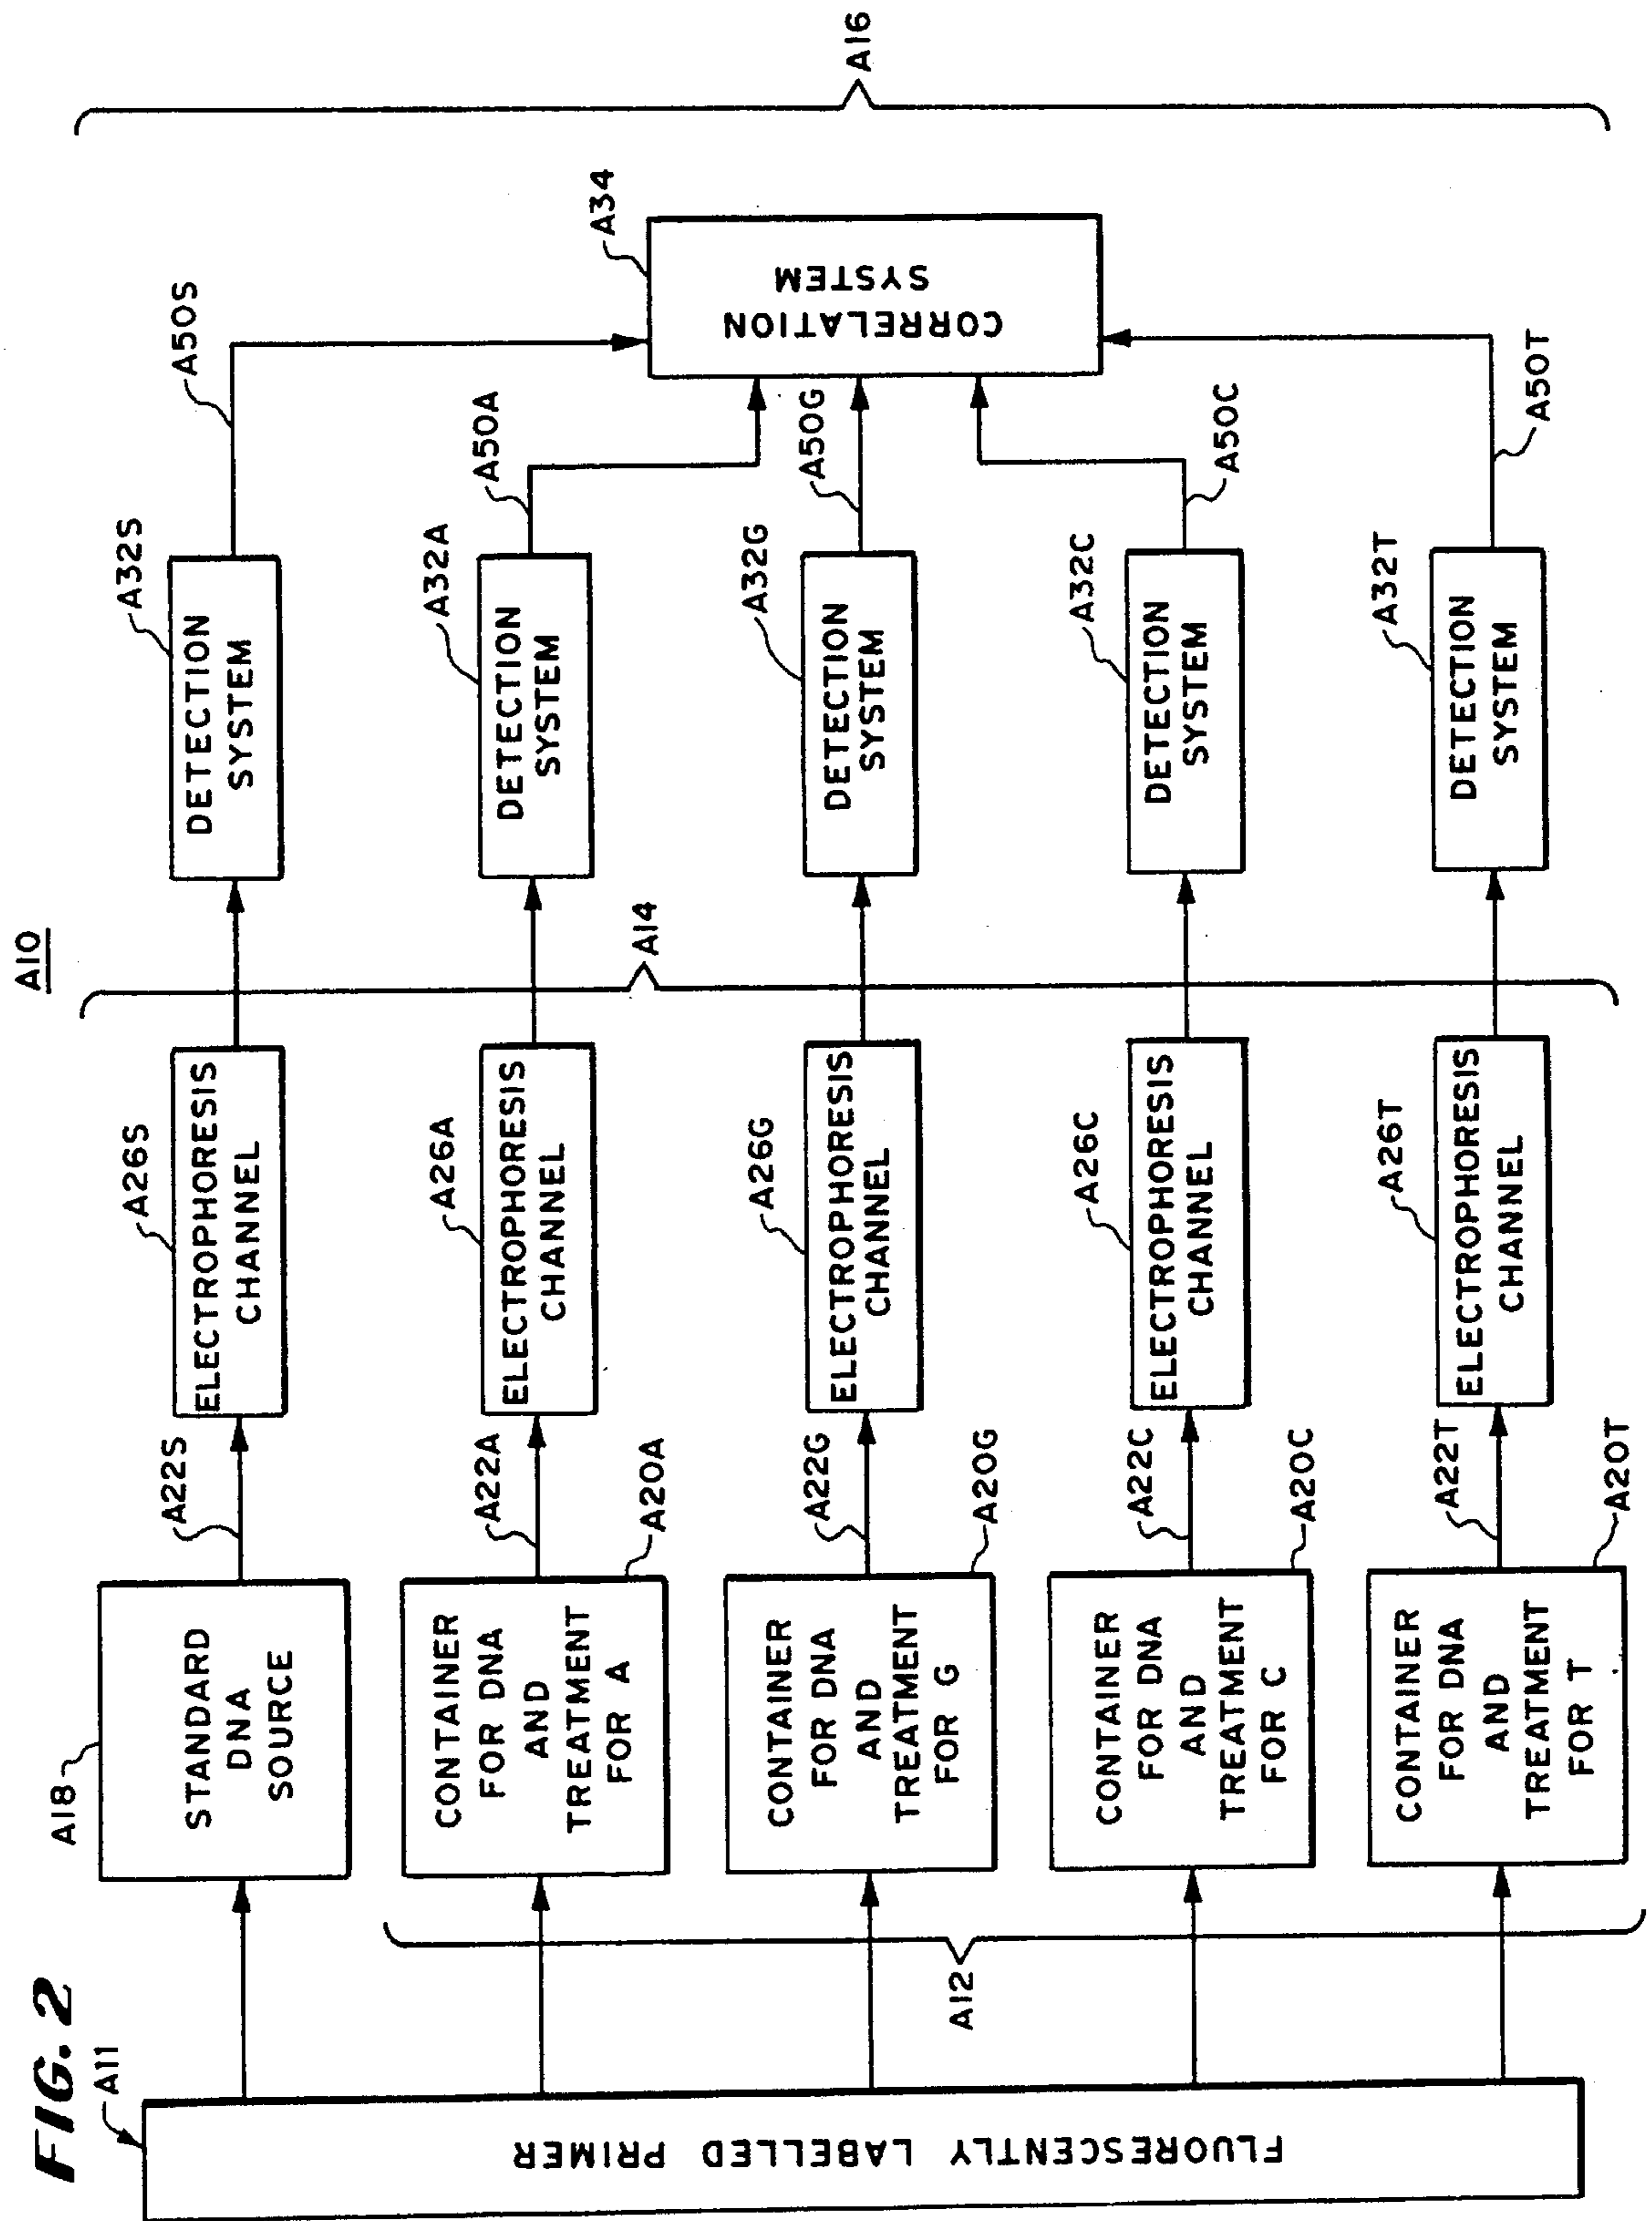 FIG. 2
A10
A11
FLUORESCENTLY LABELLED PRIMER
A12
A18
STANDARD
DNA
SOURCE
A22S
A26S
ELECTROPHORESIS
CHANNEL
A32S
DETECTION
SYSTEM
A50S
CONTAINER
FOR DNA
AND
TREATMENT
FOR A
A20A
A22A
A26A
ELECTROPHORESIS
CHANNEL
A32A
DETECTION
SYSTEM
A50A
CONTAINER
FOR DNA
AND
TREATMENT
FOR G
A20G
A22G
A26G
ELECTROPHORESIS
CHANNEL
A32G
DETECTION
SYSTEM
A50G
CONTAINER
FOR DNA
AND
TREATMENT
FOR C
A20C
A22C
A26C
ELECTROPHORESIS
CHANNEL
A32C
DETECTION
SYSTEM
A50C
CONTAINER
FOR DNA
AND
TREATMENT
FOR T
A20T
A22T
A26T
ELECTROPHORESIS
CHANNEL
A32T
DETECTION
SYSTEM
A50T
A14
A34
CORRELATION
SYSTEM
A16